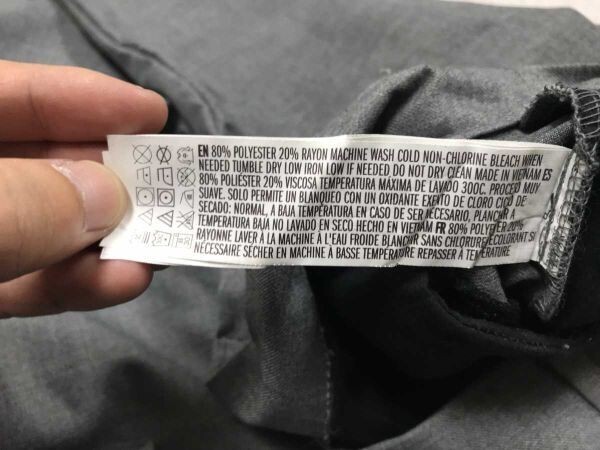 EN 80% POLYESTER 20% RAYON MACHINE WASH COLD NON-CHLORINE BLEACH WHEN
NEEDED TUMBLE DRY LOW IRON LOW IF NEEDED DO NOT DRY CLEAN MADE IN VIETNAM ES
80% POLIÉSTER 20% VISCOSA TEMPERATURA MÁXIMA DE LAVADO 300C. PROCESO MUY
SUAVE. SOLO PERMITE UN BLANQUEO CON UN OXIDANTE EXENTO DE CLORO CICLO DE
SECADO: NORMAL, A BAJA TEMPERATURA EN CASO DE SER NECESARIO, PLANCHAR A
TEMPERATURA BAJA NO LAVADO EN SECO HECHO EN VIETNAM FR 80% POLYESTER 20%
RAYONNE LAVER À LA MACHINE À L'EAU FROIDE BLANCHIR SANS CHLORURE DÉCOLORANT SI
NÉCESSAIRE SÉCHER EN MACHINE À BASSE TEMPÉRATURE REPASSER À TEMPÉRATURE